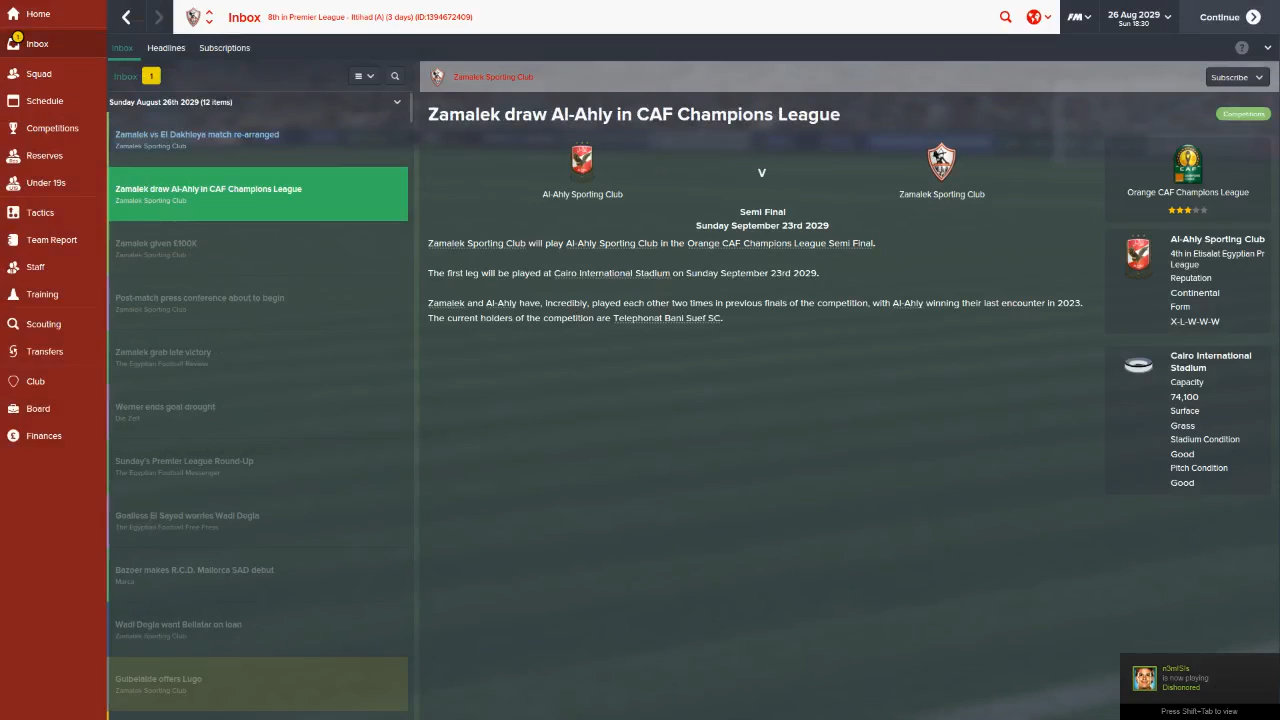 Home
Inbox
8th in Premier League - Ittihad (A) (3 days) (ID:1394672409)
FM
26 Aug 2029
Sun 18:30
Continue
1
Inbox
Squad
Schedule
Competitions
Reserves
Under 19s
Tactics
Team Report
Staff
Training
Scouting
Transfers
Club
Board
Finances
Inbox
Headlines
Subscriptions
?
Inbox 1
Sunday August 26th 2029 (12 items)
Zamalek vs El Dakhleya match re-arranged
Zamalek Sporting Club
Zamalek draw Al-Ahly in CAF Champions League
Zamalek Sporting Club
Zamalek given £100K
Zamalek Sporting Club
Post-match press conference about to begin
Zamalek Sporting Club
Zamalek grab late victory
The Egyptian Football Review
Werner ends goal drought
Die Zeit
Sunday's Premier League Round-Up
The Egyptian Football Messenger
Goalless El Sayed worries Wadi Degla
The Egyptian Football Free Press
Bazoer makes R.C.D. Mallorca SAD debut
Marca
Wadi Degla want Bellatar on loan
Zamalek Sporting Club
Guibelalde offers Lugo
Zamalek Sporting Club
Zamalek Sporting Club
Subscribe
Zamalek draw Al-Ahly in CAF Champions League
Competitions
Al-Ahly Sporting Club
V
Zamalek Sporting Club
Semi Final
Sunday September 23rd 2029
Zamalek Sporting Club will play Al-Ahly Sporting Club in the Orange CAF Champions League Semi Final.
The first leg will be played at Cairo International Stadium on Sunday September 23rd 2029.
Zamalek and Al-Ahly have, incredibly, played each other two times in previous finals of the competition, with Al-Ahly winning their last encounter in 2023.
The current holders of the competition are Telephonat Bani Suef SC.
CAF
Orange CAF Champions League
Al-Ahly Sporting Club
4th in Etisalat Egyptian Pr
League
Reputation
Continental
Form
X-L-W-W-W
Cairo International
Stadium
Capacity
74,100
Surface
Grass
Stadium Condition
Good
Pitch Condition
Good
n3m!S!s
is now playing
Dishonored
Press Shift+Tab to view